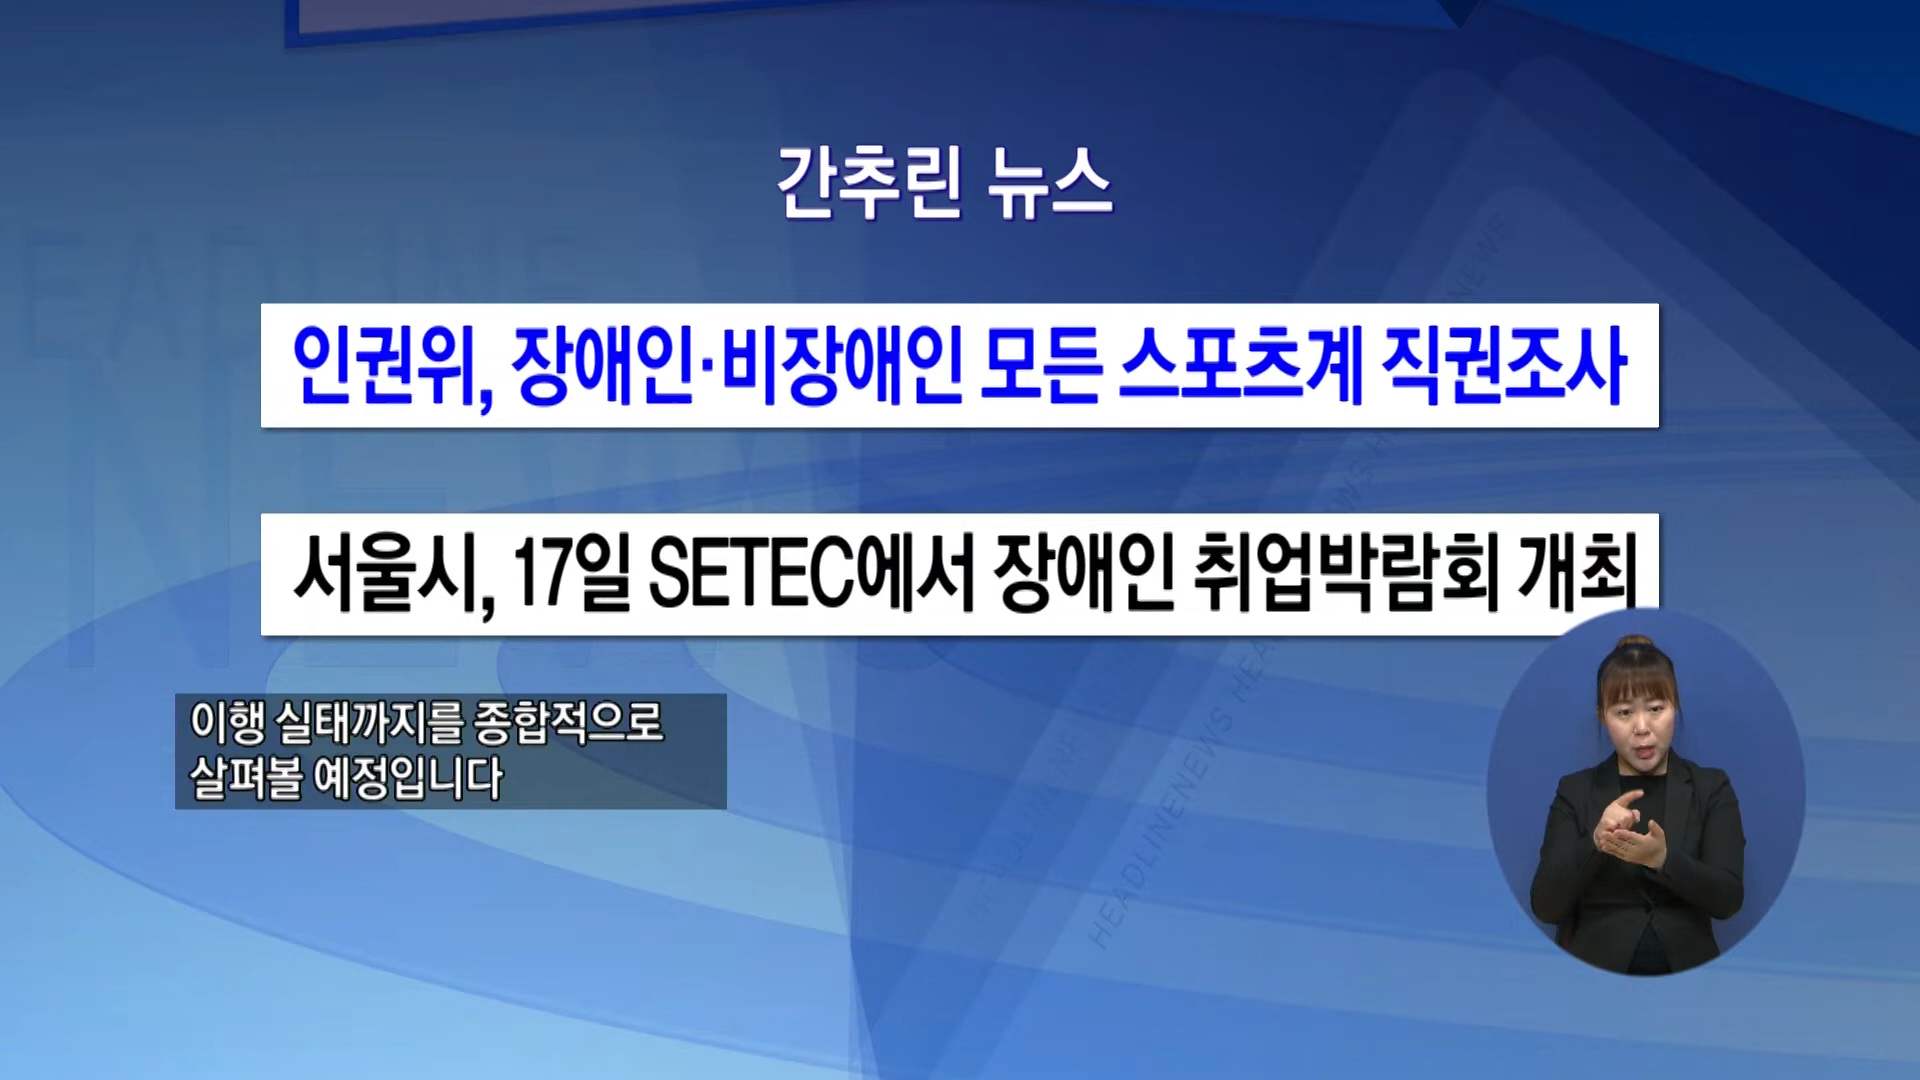 간추린 뉴스
인권위, 장애인·비장애인 모든 스포츠계 직권조사
서울시, 17일 SETEC에서 장애인 취업박람회 개최
이행 실태까지를 종합적으로
살펴볼 예정입니다
EADLINE
NEWS
HEADLINENEWS